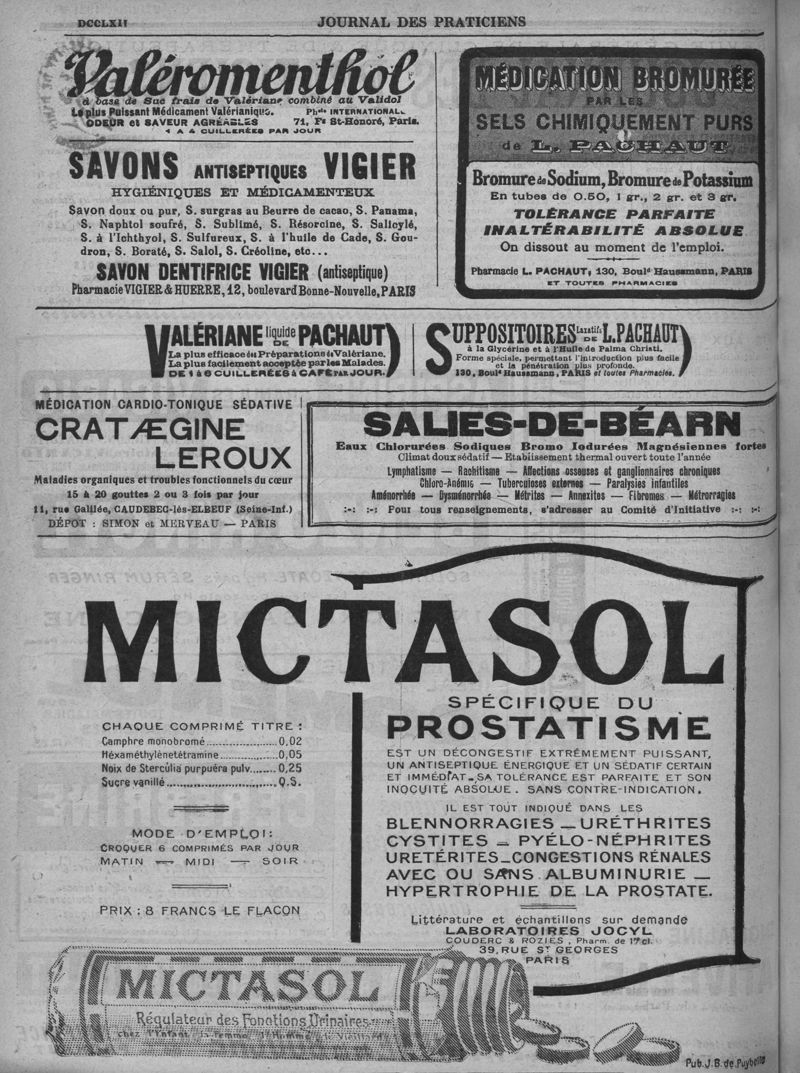 DCCLXII
JOURNAL DES PRATICIENS
Valéromenthol
à base de Suc frais de Valériane combiné au Validol
Le plus Puissant Médicament Valérianique.
ODEUR et SAVEUR AGRÉABLES
1 A 4 CUILLERÉES PAR JOUR
Phie INTERNATIONALE
71, Fg St-Honoré, Paris.
SAVONS ANTISEPTIQUES VIGIER
HYGIÉNIQUES ET MÉDICAMENTEUX
Savon doux ou pur, S. surgras au Beurre de cacao, S. Panama,
S. Naphtol soufré, S. Sublimé, S. Résorcine, S. Salicylé,
S. à l'Ichthyol, S. Sulfureux, S. à l'huile de Cade, S. Gou-
dron, S. Boraté, S. Salol, S. Créoline, etc...
SAVON DENTIFRICE VIGIER (antiseptique)
Pharmacie VIGIER & HUERRE, 12, boulevard Bonne-Nouvelle, PARIS
MÉDICATION BROMURÉE
PAR LES
SELS CHIMIQUEMENT PURS
de L. PACHAUT
Bromure de Sodium, Bromure de Potassium
En tubes de 0.50, 1 gr., 2 gr. et 3 gr.
TOLÉRANCE PARFAITE
INALTÉRABILITÉ ABSOLUE
On dissout au moment de l'emploi.
Pharmacie L. PACHAUT, 130, Bould Haussmann, PARIS
ET TOUTES PHARMACIES
VALÉRIANE liquide DE PACHAUT
La plus efficace des Préparations de Valériane.
La plus facilement acceptée par les Malades.
DE 1 à 6 CUILLERÉES à CAFÉ PAR JOUR.
SUPPOSITOIRES Laxatifs DE L. PACHAUT
à la Glycérine et à l'Huile de Palma Christi.
Forme spéciale, permettant l'introduction plus facile
et la pénétration plus profonde.
130, Bould Haussmann, PARIS et toutes Pharmacies.
MÉDICATION CARDIO-TONIQUE SÉDATIVE
CRATÆGINE
LEROUX
Maladies organiques et troubles fonctionnels du cœur
15 à 20 gouttes 2 ou 3 fois par jour
11, rue Galilée, CAUDEBEC-lès-ELBEUF (Seine-Inf.)
DÉPOT : SIMON et MERVEAU — PARIS
SALIES-DE-BÉARN
Eaux Chlorurées Sodiques Bromo Iodurées Magnésiennes fortes
Climat doux sédatif — Etablissement thermal ouvert toute l'année
Lymphatisme — Rachitisme — Affections osseuses et ganglionnaires chroniques
Chloro-Anémie — Tuberculoses externes — Paralysies infantiles
Aménorrhée — Dysménorrhée — Métrites — Annexites — Fibromes — Métrorragies
:-: :-: Pour tous renseignements, s'adresser au Comité d'Initiative :-: :-:
MICTASOL
CHAQUE COMPRIMÉ TITRE :
Camphre monobromé......................0,02
Héxaméthylènetétramine..................0,05
Noix de Stercùlia purpuéra pulv........0,25
Sucre vanillé..................................Q.S.
MODE D'EMPLOI:
CROQUER 6 COMPRIMÉS PAR JOUR
MATIN — MIDI — SOIR
PRIX : 8 FRANCS LE FLACON
SPÉCIFIQUE DU
PROSTATISME
EST UN DÉCONGESTIF EXTRÊMEMENT PUISSANT,
UN ANTISEPTIQUE ÉNERGIQUE ET UN SÉDATIF CERTAIN
ET IMMÉDIAT_SA TOLÉRANCE EST PARFAITE ET SON
INOCUITÉ ABSOLUE. SANS CONTRE-INDICATION.
IL EST TOUT INDIQUÉ DANS LES
BLENNORRAGIES _ URÉTHRITES
CYSTITES _ PYÉLO-NÉPHRITES
URETÉRITES_CONGESTIONS RÉNALES
AVEC OU SANS ALBUMINURIE _
HYPERTROPHIE DE LA PROSTATE.
Littérature et échantillons sur demande
LABORATOIRES JOCYL
COUDERC & ROZIÈS, Pharm. de 1re cl.
39, RUE ST GEORGES
PARIS
MICTASOL
Régulateur des Fonctions Urinaires
chez l'Enfant la Femme l'Homme le Vieillard
Pub. J. B. de Puybelle